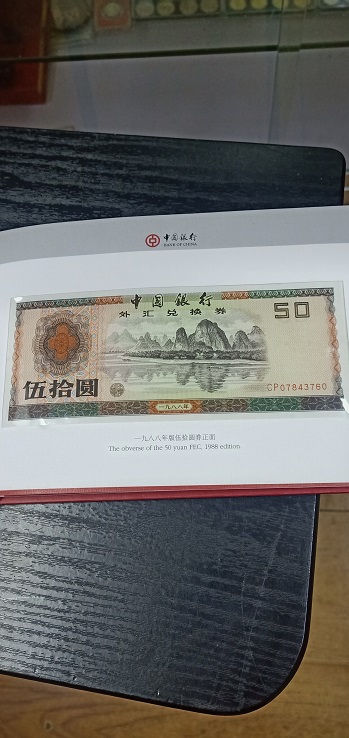 中国银行
BANK OF CHINA
中国银行
外汇兑换券
50
伍拾圆
CP07843760
一九八八年
一九八八年版伍拾圆券正面
The obverse of the 50 yuan FEC, 1988 edition